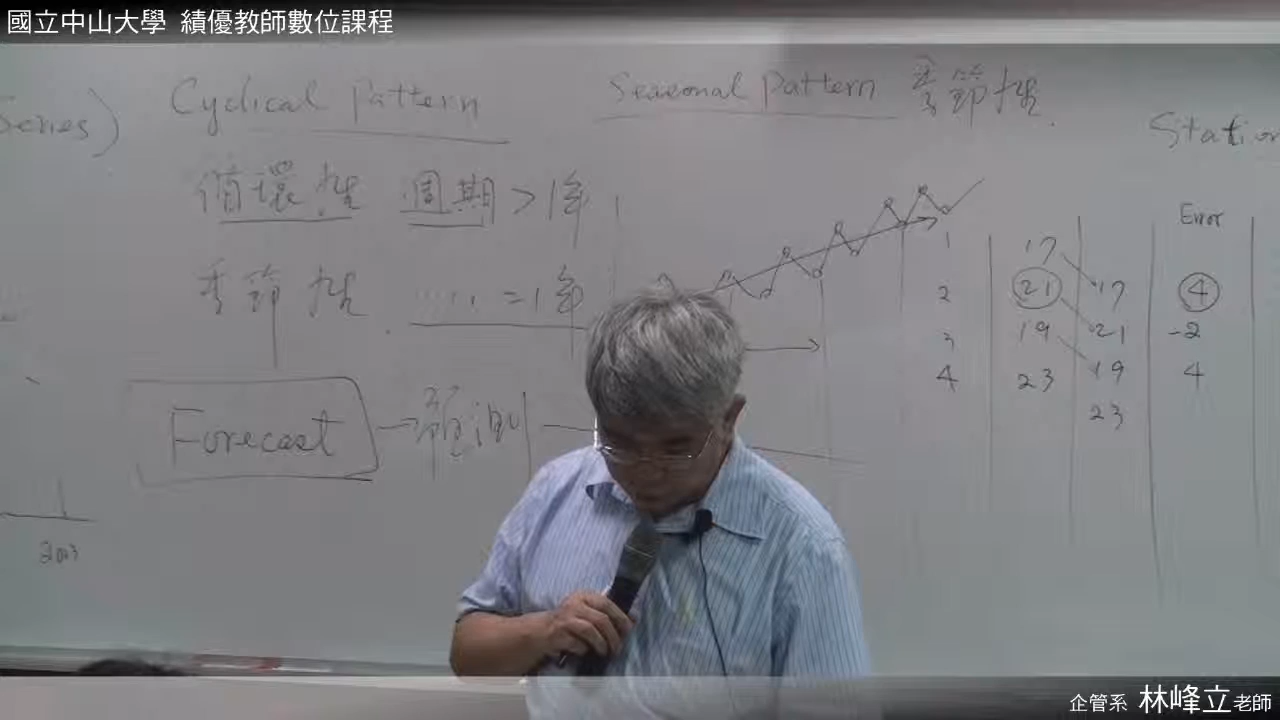 國立中山大學 績優教師數位課程
Series)
Cyclical Pattern
Seasonal Pattern 季節性
Station
循環性 週期 > 1年
季節性 ...... = 1年
Forecast → 預測
2013
Error
1 17
2 21 17 4
3 19 21 -2
4 23 19 4
23
企管系 林峰立老師